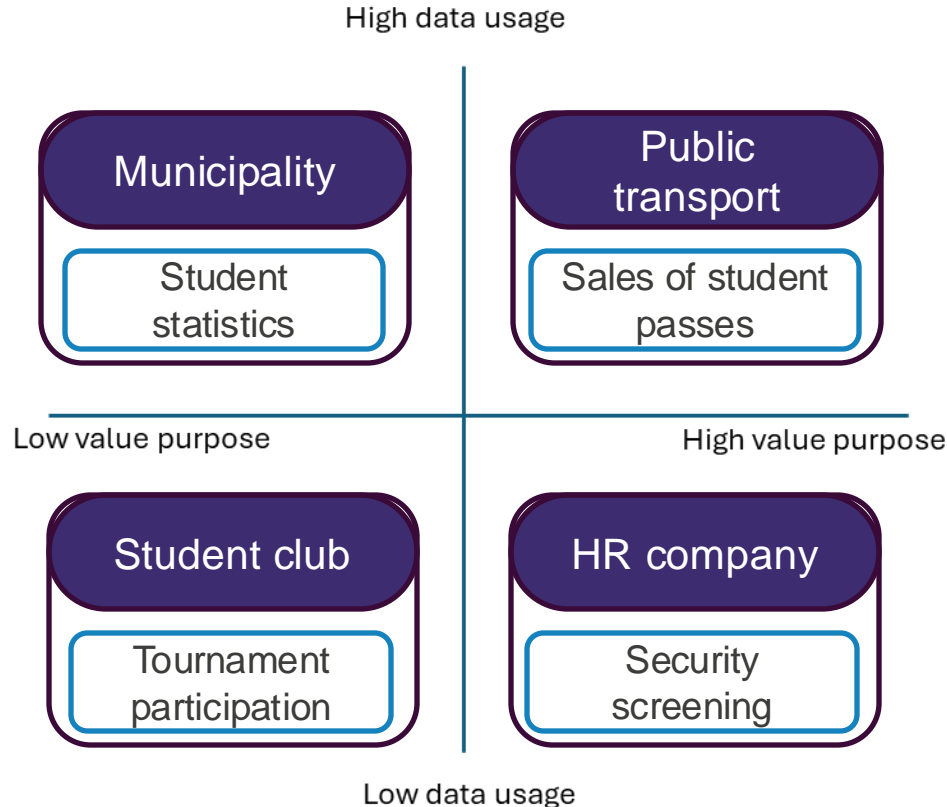 High data usage
Municipality
Student
statistics
Public
transport
Sales of student
passes
Low value purpose
High value purpose
Student club
Tournament
participation
HR company
Security
screening
Low data usage